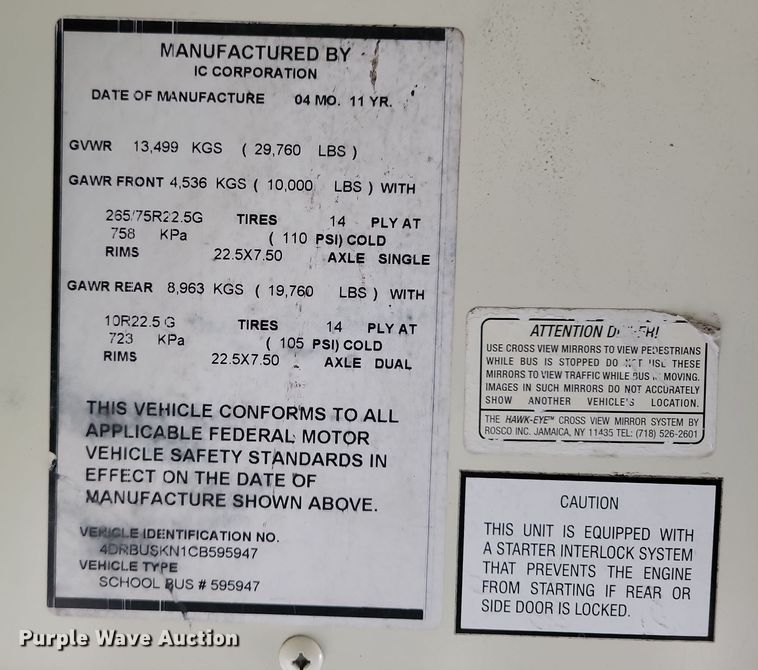 MANUFACTURED BY
IC CORPORATION
DATE OF MANUFACTURE 04 MO. 11 YR.
GVWR 13,499 KGS ( 29,760 LBS )
GAWR FRONT 4,536 KGS ( 10,000 LBS ) WITH
265/75R22.5G TIRES 14 PLY AT
758 KPa ( 110 PSI) COLD
RIMS 22.5X7.50 AXLE SINGLE
GAWR REAR 8,963 KGS ( 19,760 LBS ) WITH
10R22.5 G TIRES 14 PLY AT
723 KPa ( 105 PSI) COLD
RIMS 22.5X7.50 AXLE DUAL
THIS VEHICLE CONFORMS TO ALL
APPLICABLE FEDERAL MOTOR
VEHICLE SAFETY STANDARDS IN
EFFECT ON THE DATE OF
MANUFACTURE SHOWN ABOVE.
VEHICLE IDENTIFICATION NO.
4DRBUSKN1CB595947
VEHICLE TYPE
SCHOOL BUS # 595947
ATTENTION
USE CROSS VIEW MIRRORS TO VIEW PEDESTRIANS
WHILE BUS IS STOPPED DO NOT USE THESE
MIRRORS TO VIEW TRAFFIC WHILE BUS IS MOVING.
IMAGES IN SUCH MIRRORS DO NOT ACCURATELY
SHOW ANOTHER VEHICLE'S LOCATION.
THE HAWK-EYE™ CROSS VIEW MIRROR SYSTEM BY
ROSCO INC. JAMAICA, NY 11435 TEL: (718) 526-2601
CAUTION
THIS UNIT IS EQUIPPED WITH
A STARTER INTERLOCK SYSTEM
THAT PREVENTS THE ENGINE
FROM STARTING IF REAR OR
SIDE DOOR IS LOCKED.
Purple Wave Auction